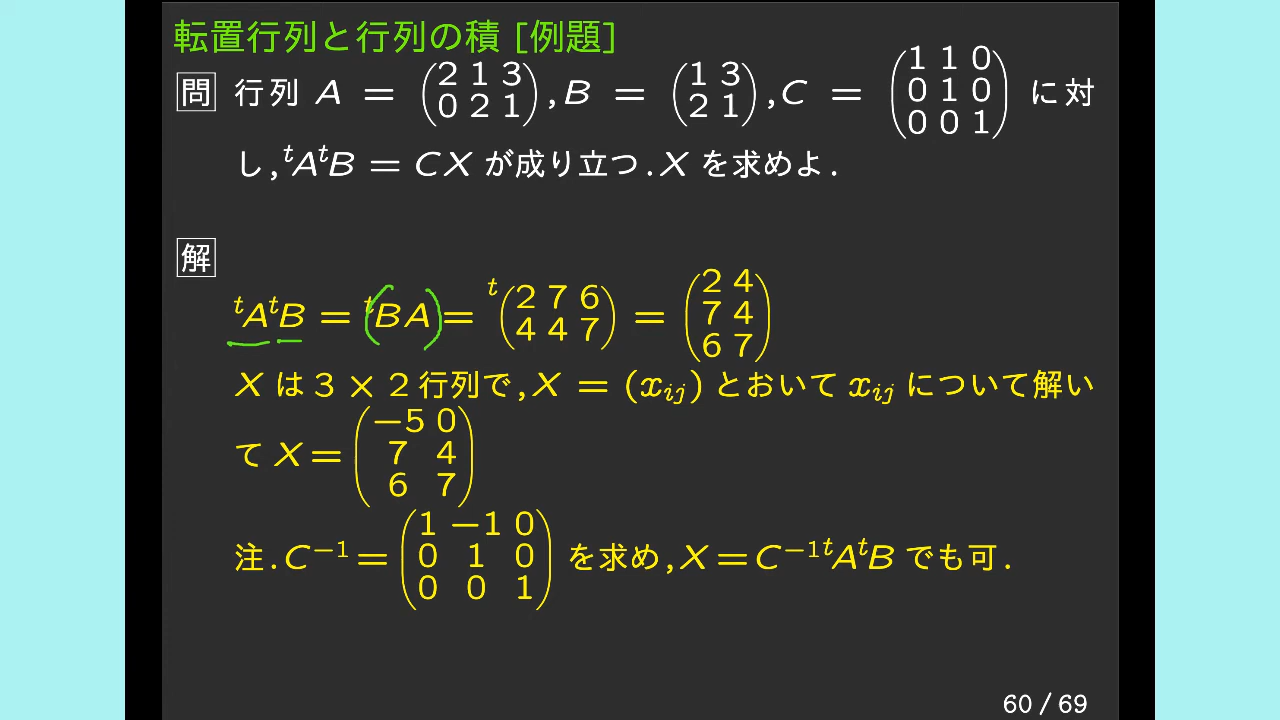 転置行列と行列の積 [例題]
問 行列 A = (2 1 3
0 2 1), B = (1 3
2 1), C = (1 1 0
0 1 0
0 0 1) に対
し, ᵗAᵗB = CX が成り立つ. X を求めよ.
解
ᵗAᵗB = ᵗ(BA) = ᵗ(2 7 6
4 4 7) = (2 4
7 4
6 7)
X は 3 × 2 行列で, X = (xᵢⱼ) とおいて xᵢⱼ について解い
て X = (−5 0
7 4
6 7)
注. C⁻¹ = (1 −1 0
0 1 0
0 0 1) を求め, X = C⁻¹ᵗAᵗB でも可.
60 / 69